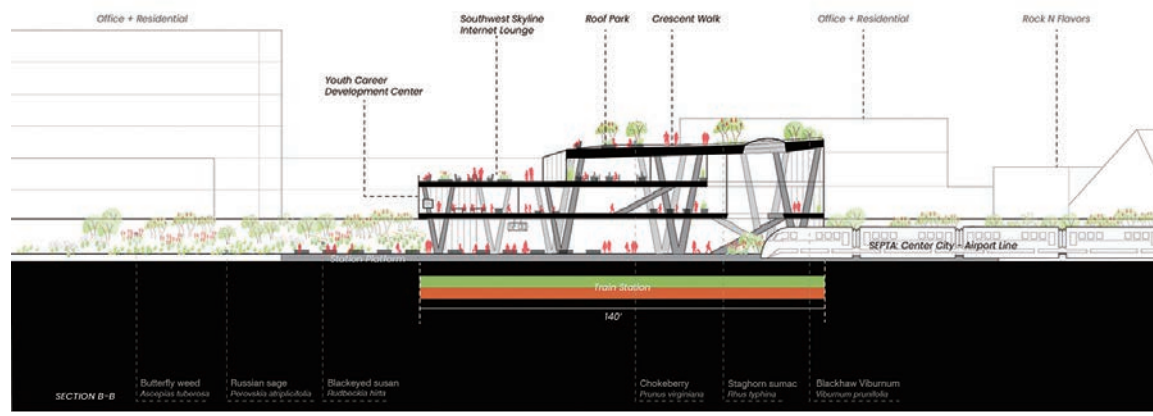 Office + Residential
Southwest Skyline
Internet Lounge
Roof Park
Crescent Walk
Office + Residential
Rock N Flavors
Youth Career
Development Center
SEPTA: Center City - Airport Line
Station Platform
Train Station
140'
Butterfly weed
Ascepias tuberosa
Russian sage
Porovskia atriplicifolia
Blackeyed susan
Rudbeckia hirta
Chokeberry
Prunus virginiana
Staghorn sumac
Rhus typhina
Blackhaw Viburnum
Viburnum prunifolia
SECTION B-B